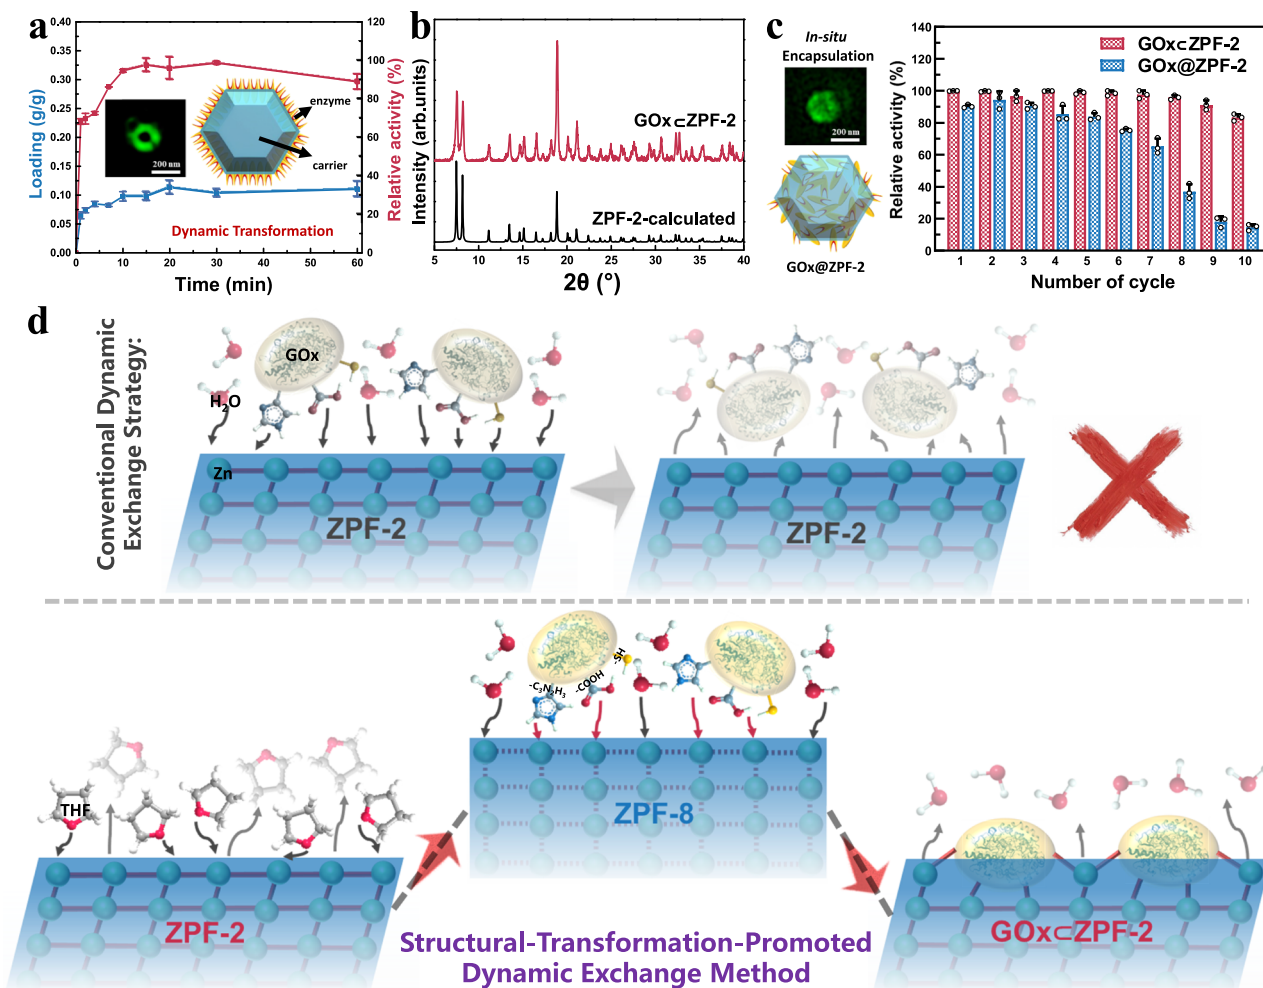 a
0.40
0.35
0.30
0.25
0.20
0.15
0.10
0.05
0.00
Loading (g/g)
120
100
80
60
40
20
0
Relative activity (%)
enzyme
carrier
200 nm
Dynamic Transformation
0 10 20 30 40 50 60
Time (min)
b
Intensity (arb.units)
GOx⊂ZPF-2
ZPF-2-calculated
5 10 15 20 25 30 35 40
2θ (°)
c
In-situ
Encapsulation
200 nm
GOx@ZPF-2
140
120
100
80
60
40
20
0
Relative activity (%)
GOx⊂ZPF-2
GOx@ZPF-2
1 2 3 4 5 6 7 8 9 10
Number of cycle
d
Conventional Dynamic
Exchange Strategy:
GOx
H2O
Zn
ZPF-2
ZPF-2
-C3N2H3
-COOH
-SH
THF
ZPF-8
ZPF-2
GOx⊂ZPF-2
Structural-Transformation-Promoted
Dynamic Exchange Method